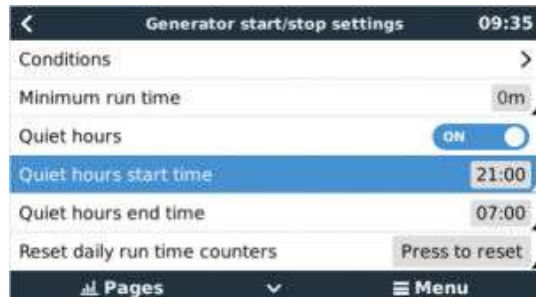 Generator start/stop settings 09:35
Conditions
Minimum run time 0m
Quiet hours ON
Quiet hours start time 21:00
Quiet hours end time 07:00
Reset daily run time counters Press to reset
Pages Menu